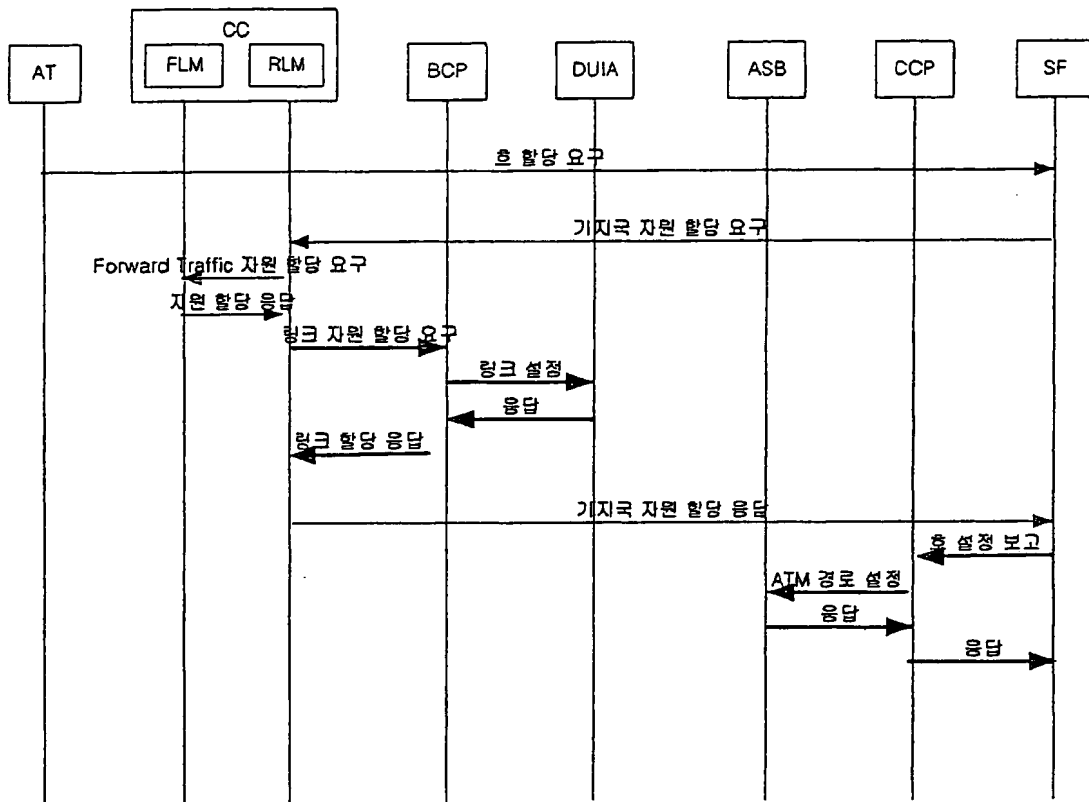 CC
AT
FLM
RLM
BCP
DUIA
ASB
CCP
SF
호 할당 요구
기지국 자원 할당 요구
Forward Traffic 자원 할당 요구
자원 할당 응답
링크 자원 할당 요구
링크 설정
응답
링크 할당 응답
기지국 자원 할당 응답
호 설정 보고
ATM 경로 설정
응답
응답